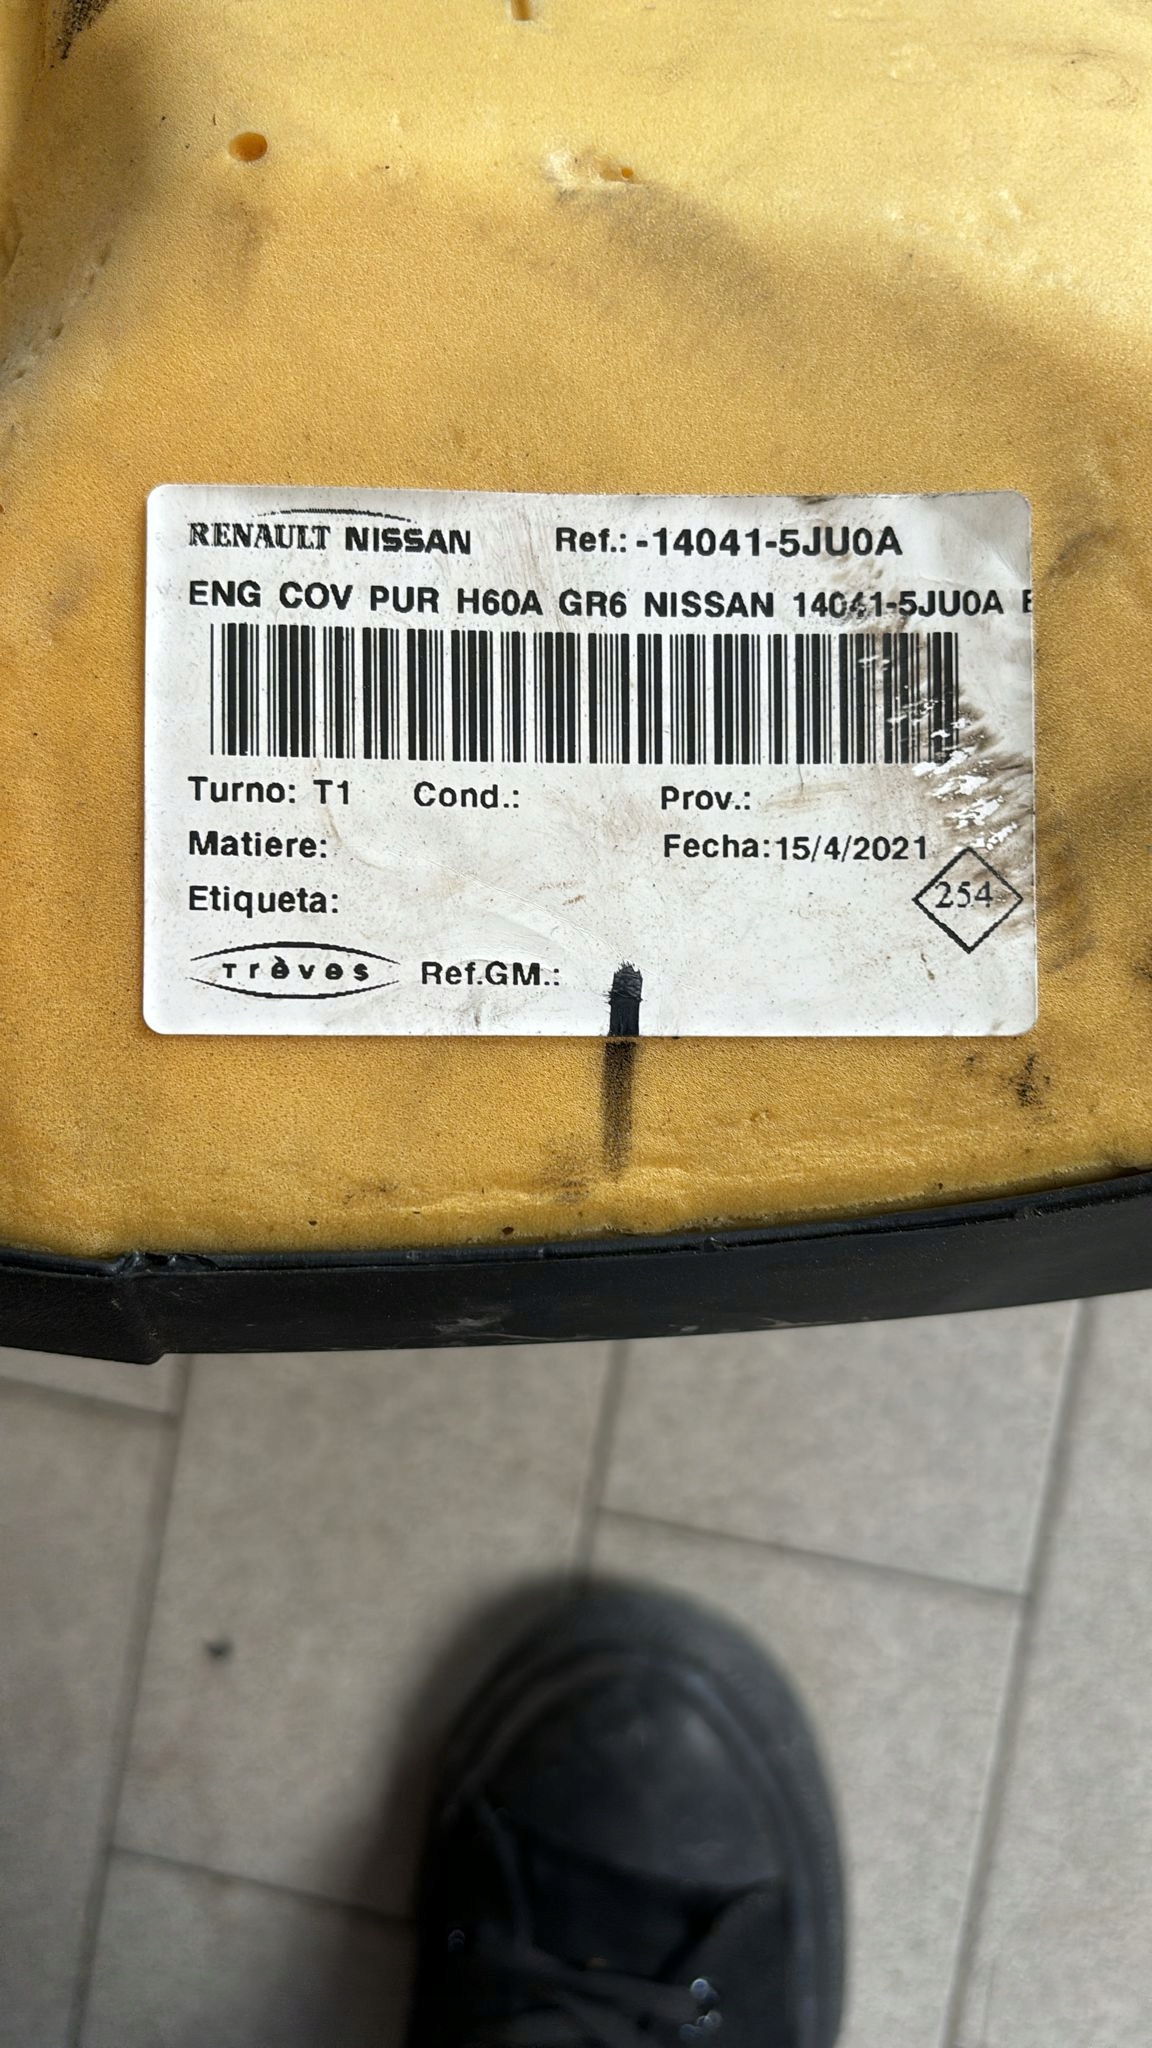 RENAULT NISSAN Ref.: -14041-5JU0A
ENG COV PUR H60A GR6 NISSAN 14041-5JU0A
Turno: T1 Cond.: Prov.:
Matiere: Fecha:15/4/2021
Etiqueta: 254
Trèves Ref.GM.: